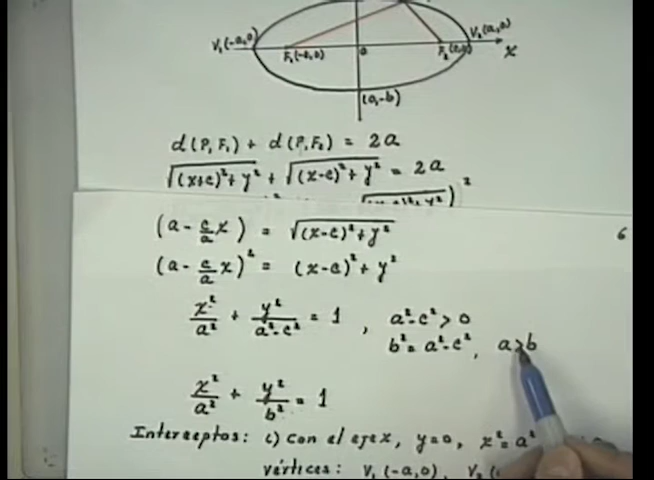 V₁(-a,0) F₁(-c,0) 0 F₂(c,0) V₂(a,0) x
(0,-b)
d(P,F₁) + d(P,F₂) = 2a
√((x+c)²+y²) + √((x-c)²+y²) = 2a
6
(a - c/a x) = √((x-c)²+y²)
(a - c/a x)² = (x-c)² + y²
x²/a² + y²/(a²-c²) = 1 , a²-c² > 0
b² = a²-c², a>b
x²/a² + y²/b² = 1
Interceptos: i) con el eje x, y=0, x²=a²
vértices: V₁(-a,0), V₂(